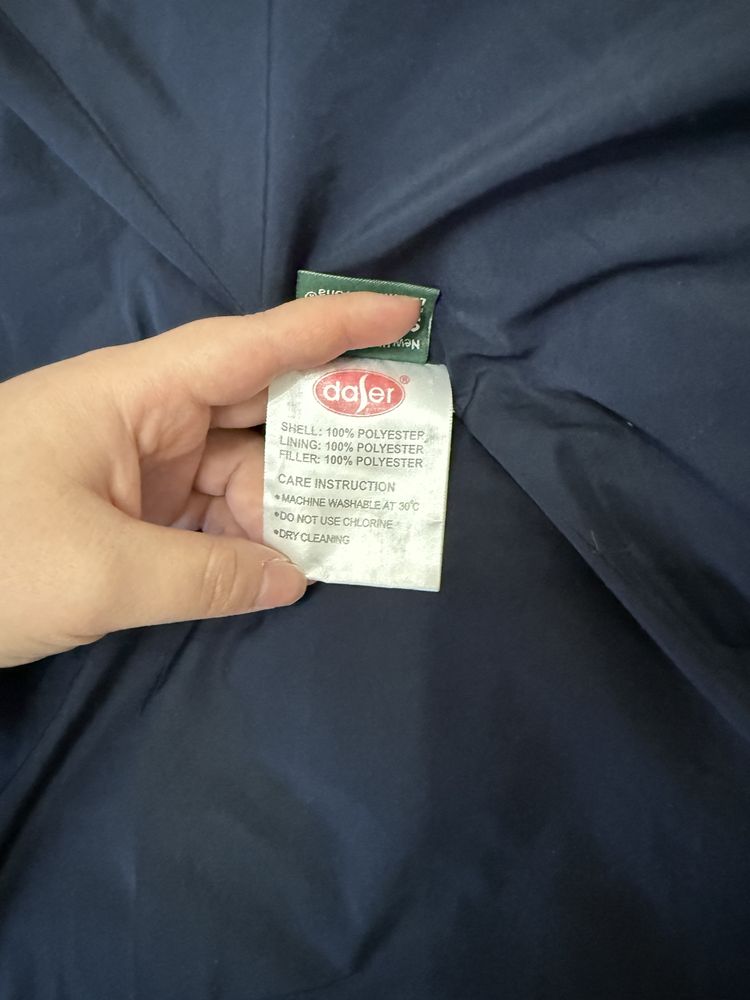 daser®
SHELL: 100% POLYESTER
LINING: 100% POLYESTER
FILLER: 100% POLYESTER
CARE INSTRUCTION
•MACHINE WASHABLE AT 30°C
•DO NOT USE CHLORINE
•DRY CLEANING